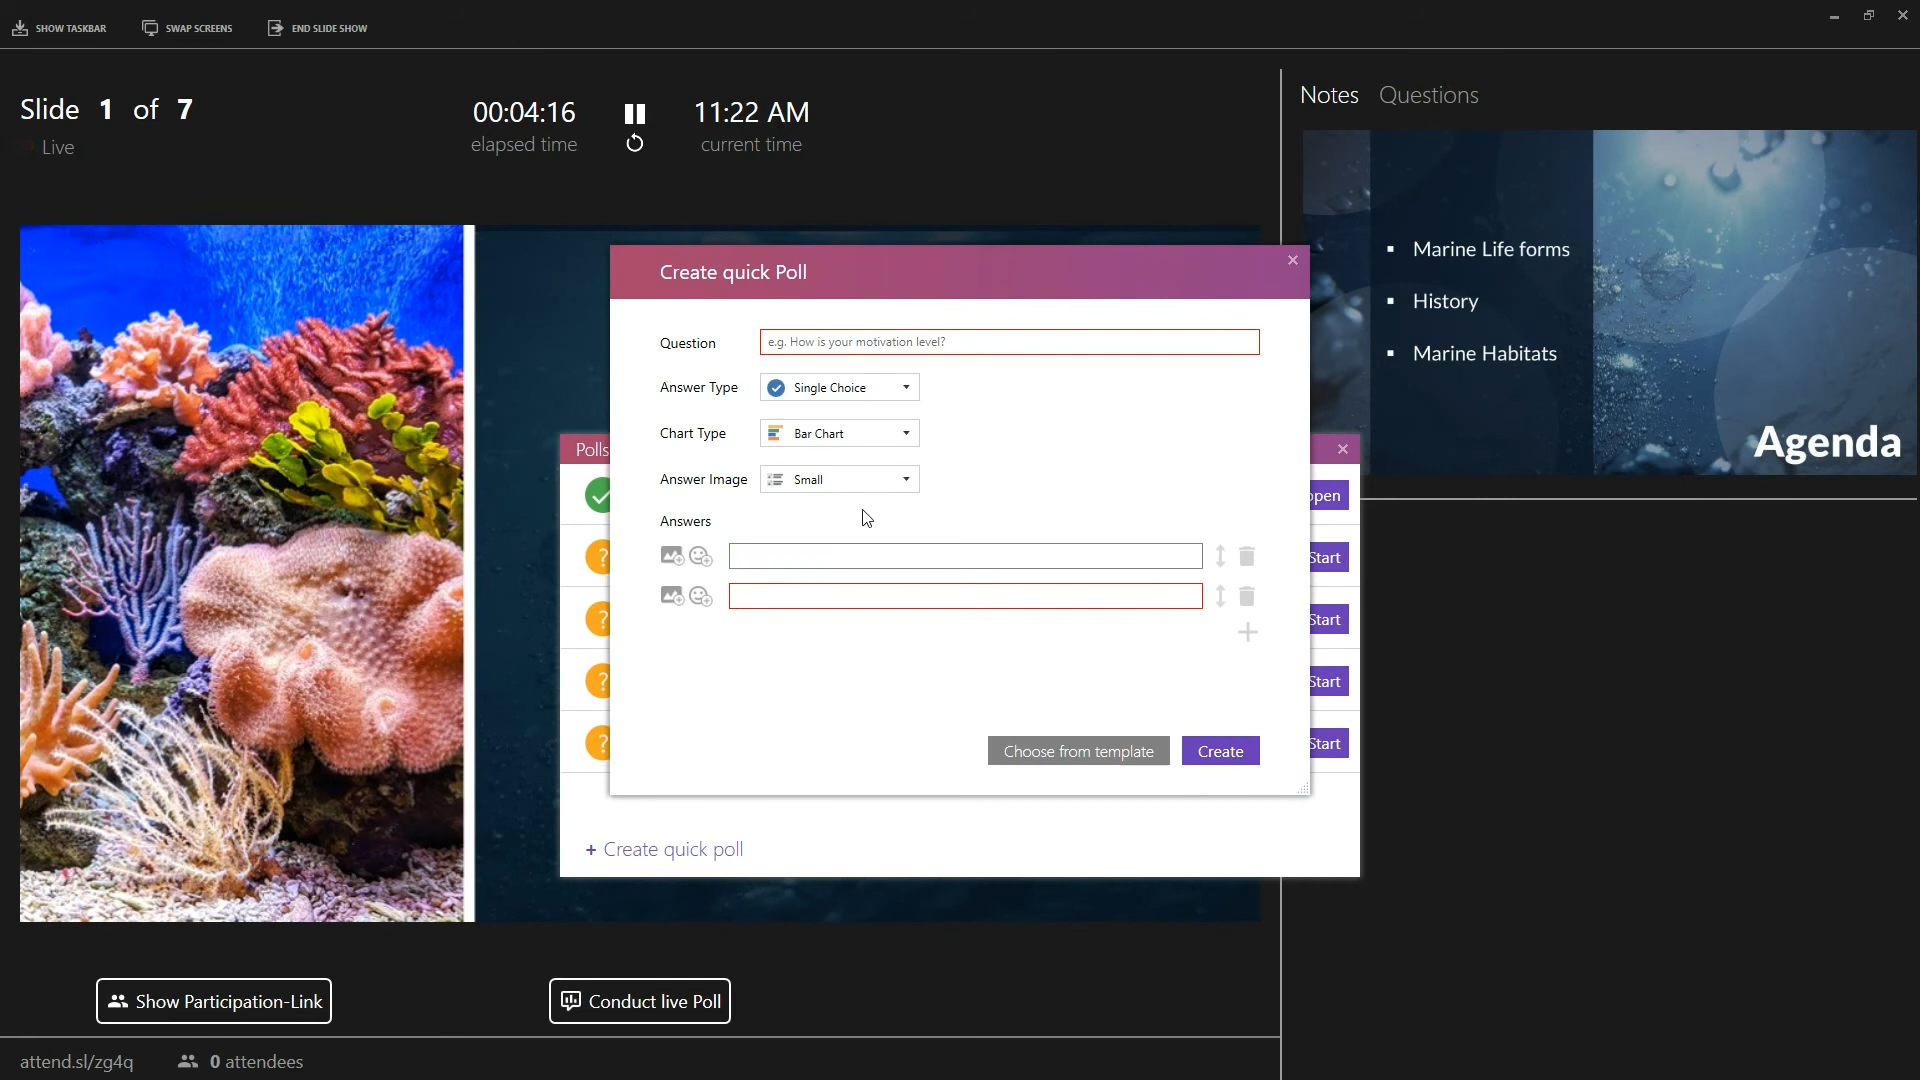 SHOW TASKBAR
SWAP SCREENS
END SLIDE SHOW
Slide 1 of 7
Live
00:04:16
elapsed time
11:22 AM
current time
Notes Questions
Marine Life forms
History
Marine Habitats
Agenda
Create quick Poll
Question
e.g. How is your motivation level?
Answer Type
Single Choice
Chart Type
Bar Chart
Answer Image
Small
Answers
Choose from template
Create
Polls
Start
Start
Start
Start
+ Create quick poll
Show Participation-Link
Conduct live Poll
attend.sl/zg4q
0 attendees